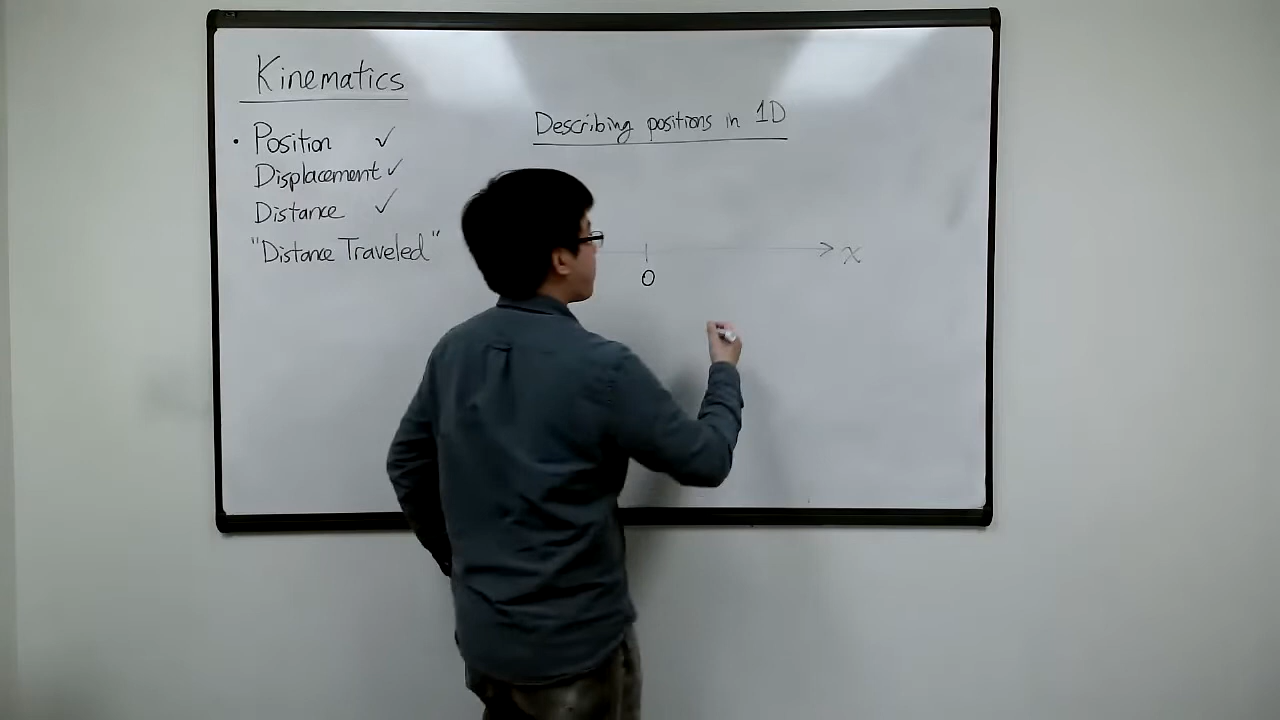 Kinematics
• Position ✓
Displacement ✓
Distance ✓
"Distance Traveled"
Describing positions in 1D
x
0